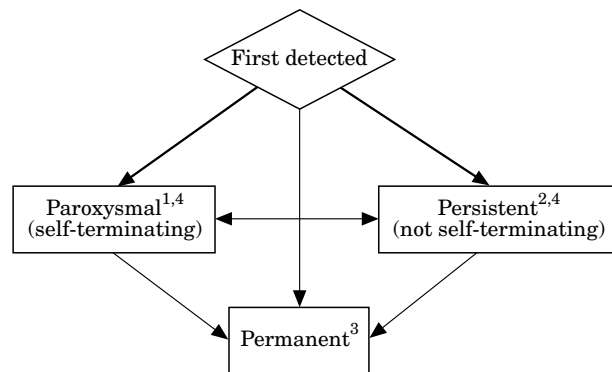 First detected
Paroxysmal1,4
(self-terminating)
Persistent2,4
(not self-terminating)
Permanent3